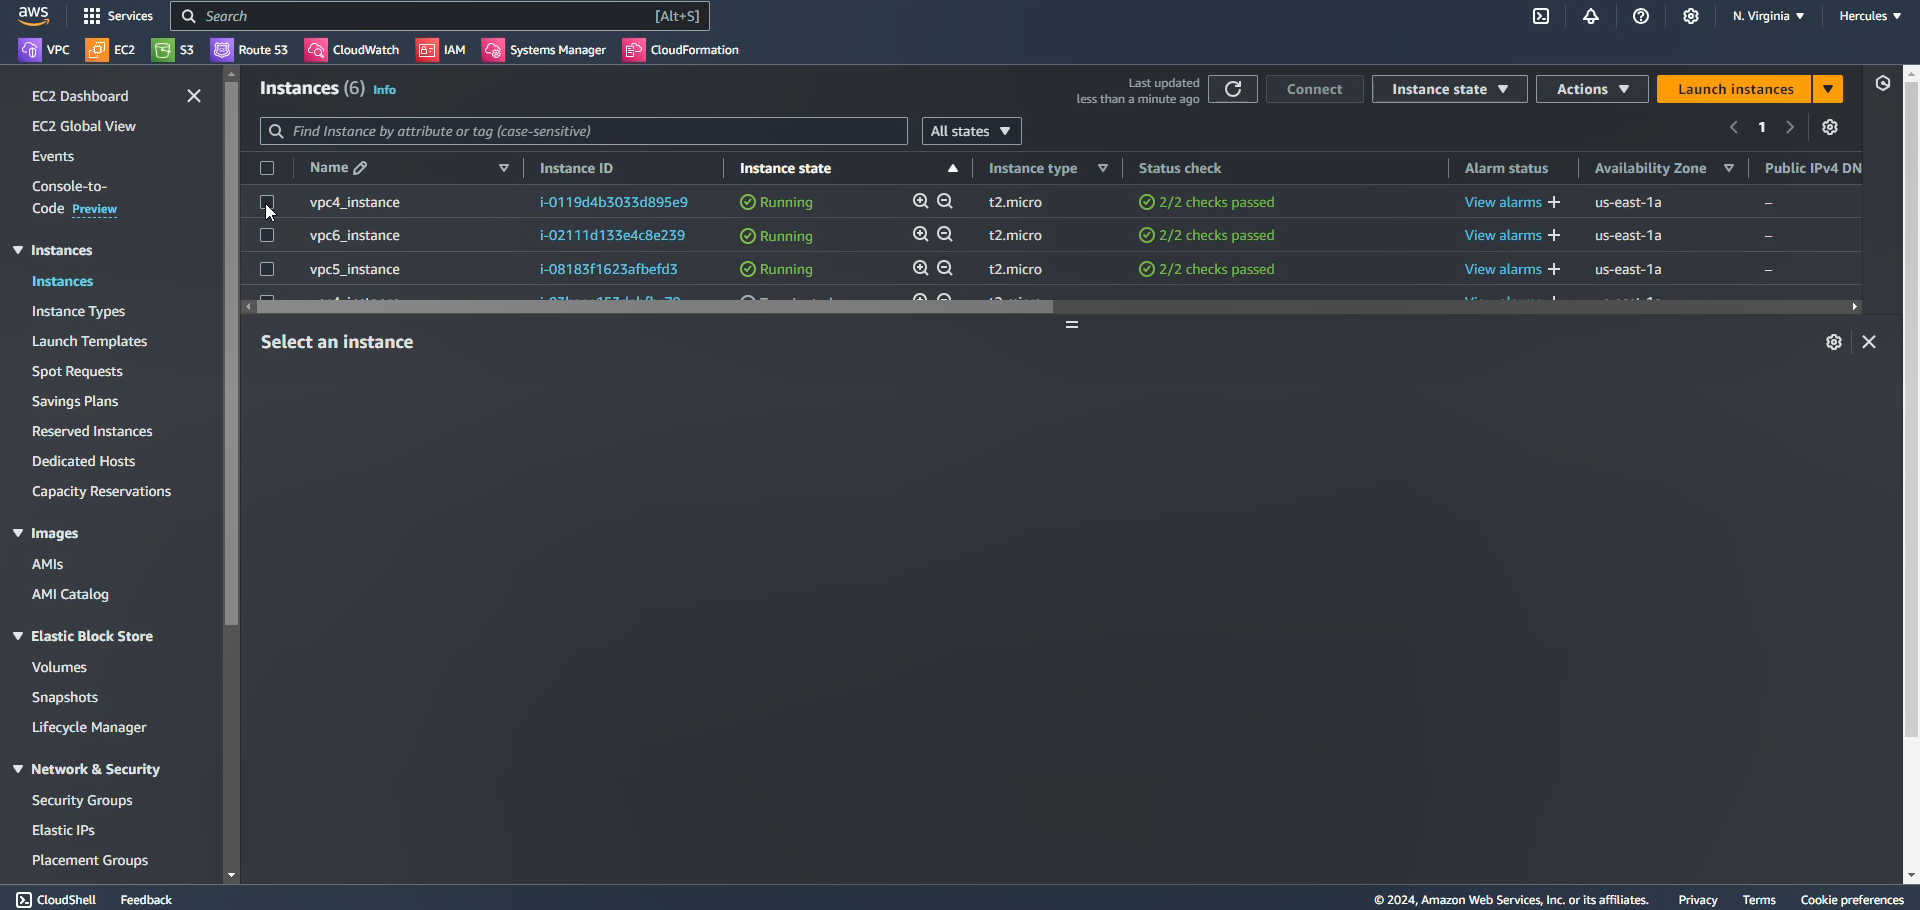 aws Services Search [Alt+S] N. Virginia Hercules
VPC EC2 S3 Route 53 CloudWatch IAM Systems Manager CloudFormation
EC2 Dashboard
EC2 Global View
Events
Console-to-
Code Preview
Instances
Instances
Instance Types
Launch Templates
Spot Requests
Savings Plans
Reserved Instances
Dedicated Hosts
Capacity Reservations
Images
AMIs
AMI Catalog
Elastic Block Store
Volumes
Snapshots
Lifecycle Manager
Network & Security
Security Groups
Elastic IPs
Placement Groups
Instances (6) Info
Last updated
less than a minute ago
Connect Instance state Actions Launch instances
Find Instance by attribute or tag (case-sensitive) All states 1
Name Instance ID Instance state Instance type Status check Alarm status Availability Zone Public IPv4 DN
vpc4_instance i-0119d4b3033d895e9 Running t2.micro 2/2 checks passed View alarms + us-east-1a –
vpc6_instance i-02111d133e4c8e239 Running t2.micro 2/2 checks passed View alarms + us-east-1a –
vpc5_instance i-08183f1623afbefd3 Running t2.micro 2/2 checks passed View alarms + us-east-1a –
Select an instance
CloudShell Feedback © 2024, Amazon Web Services, Inc. or its affiliates. Privacy Terms Cookie preferences